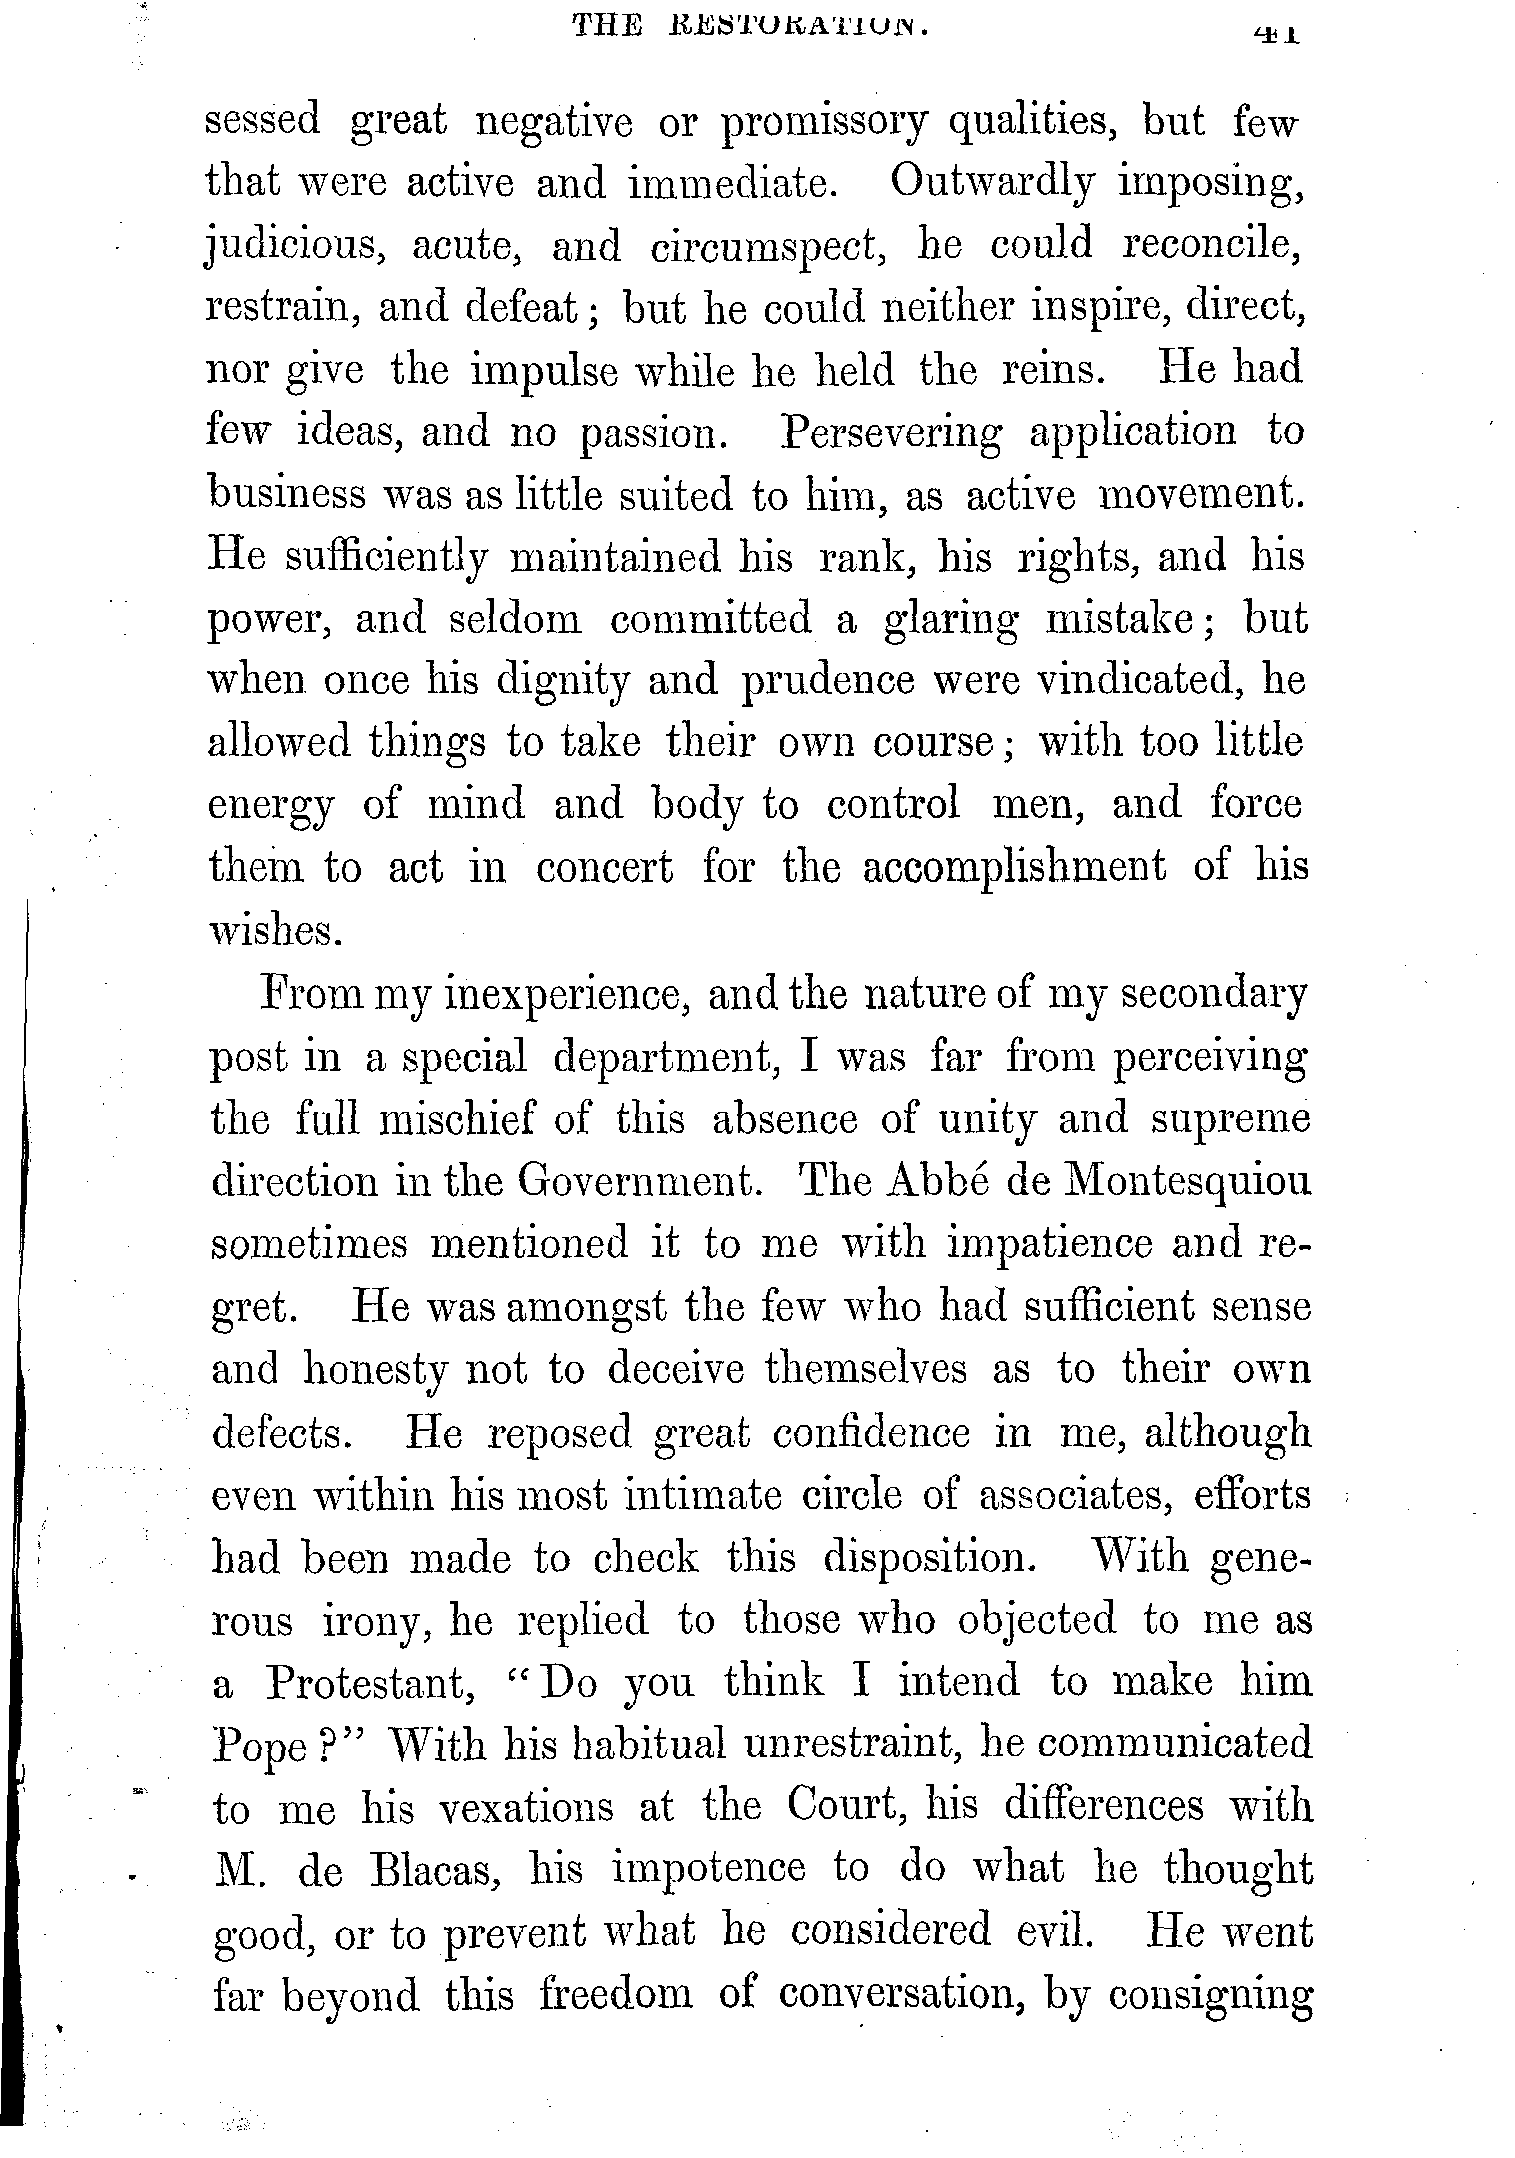 THE RESTORATION. 41
sessed great negative or promissory qualities, but few
that were active and immediate. Outwardly imposing,
judicious, acute, and circumspect, he could reconcile,
restrain, and defeat; but he could neither inspire, direct,
nor give the impulse while he held the reins. He had
few ideas, and no passion. Persevering application to
business was as little suited to him, as active movement.
He sufficiently maintained his rank, his rights, and his
power, and seldom committed a glaring mistake; but
when once his dignity and prudence were vindicated, he
allowed things to take their own course; with too little
energy of mind and body to control men, and force
them to act in concert for the accomplishment of his
wishes.
From my inexperience, and the nature of my secondary
post in a special department, I was far from perceiving
the full mischief of this absence of unity and supreme
direction in the Government. The Abbé de Montesquiou
sometimes mentioned it to me with impatience and re-
gret. He was amongst the few who had sufficient sense
and honesty not to deceive themselves as to their own
defects. He reposed great confidence in me, although
even within his most intimate circle of associates, efforts
had been made to check this disposition. With gene-
rous irony, he replied to those who objected to me as
a Protestant, “Do you think I intend to make him
Pope?” With his habitual unrestraint, he communicated
to me his vexations at the Court, his differences with
M. de Blacas, his impotence to do what he thought
good, or to prevent what he considered evil. He went
far beyond this freedom of conversation, by consigning